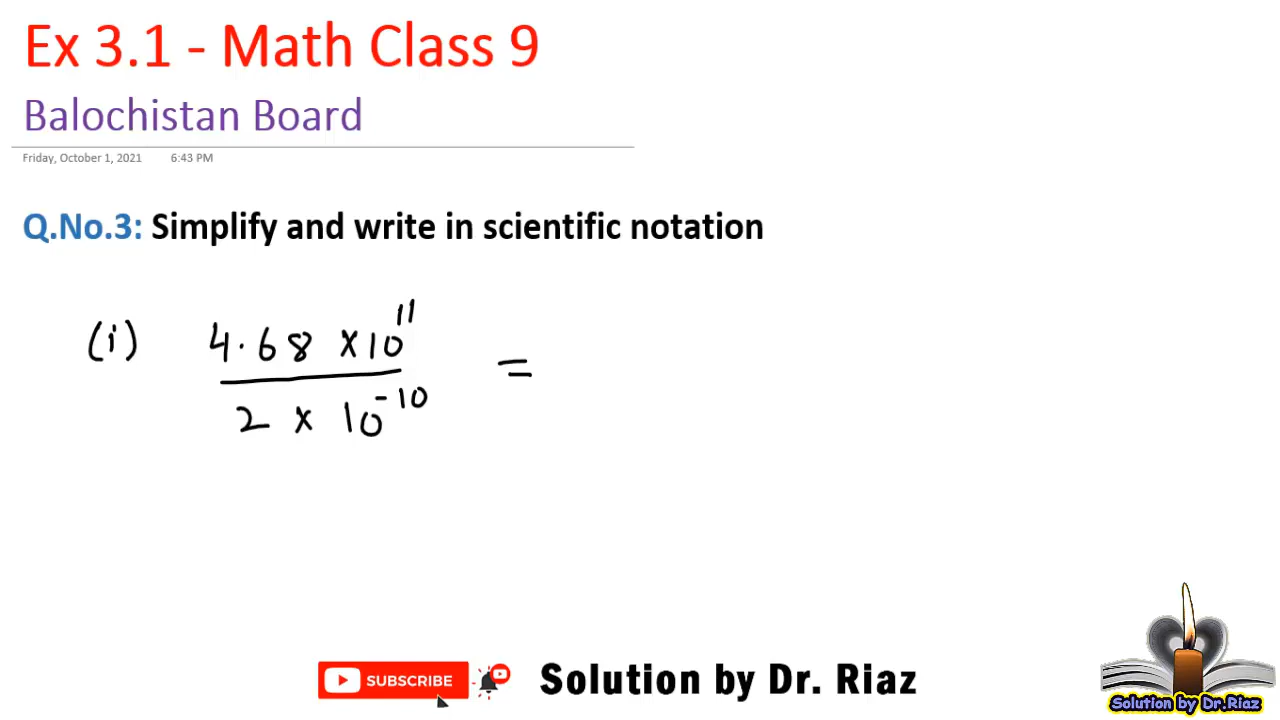 Ex 3.1 - Math Class 9
Balochistan Board
Friday, October 1, 2021 6:43 PM
Q.No.3: Simplify and write in scientific notation
(i) 4.68 × 10^11 / 2 × 10^-10 =
SUBSCRIBE
Solution by Dr. Riaz
Solution by Dr.Riaz